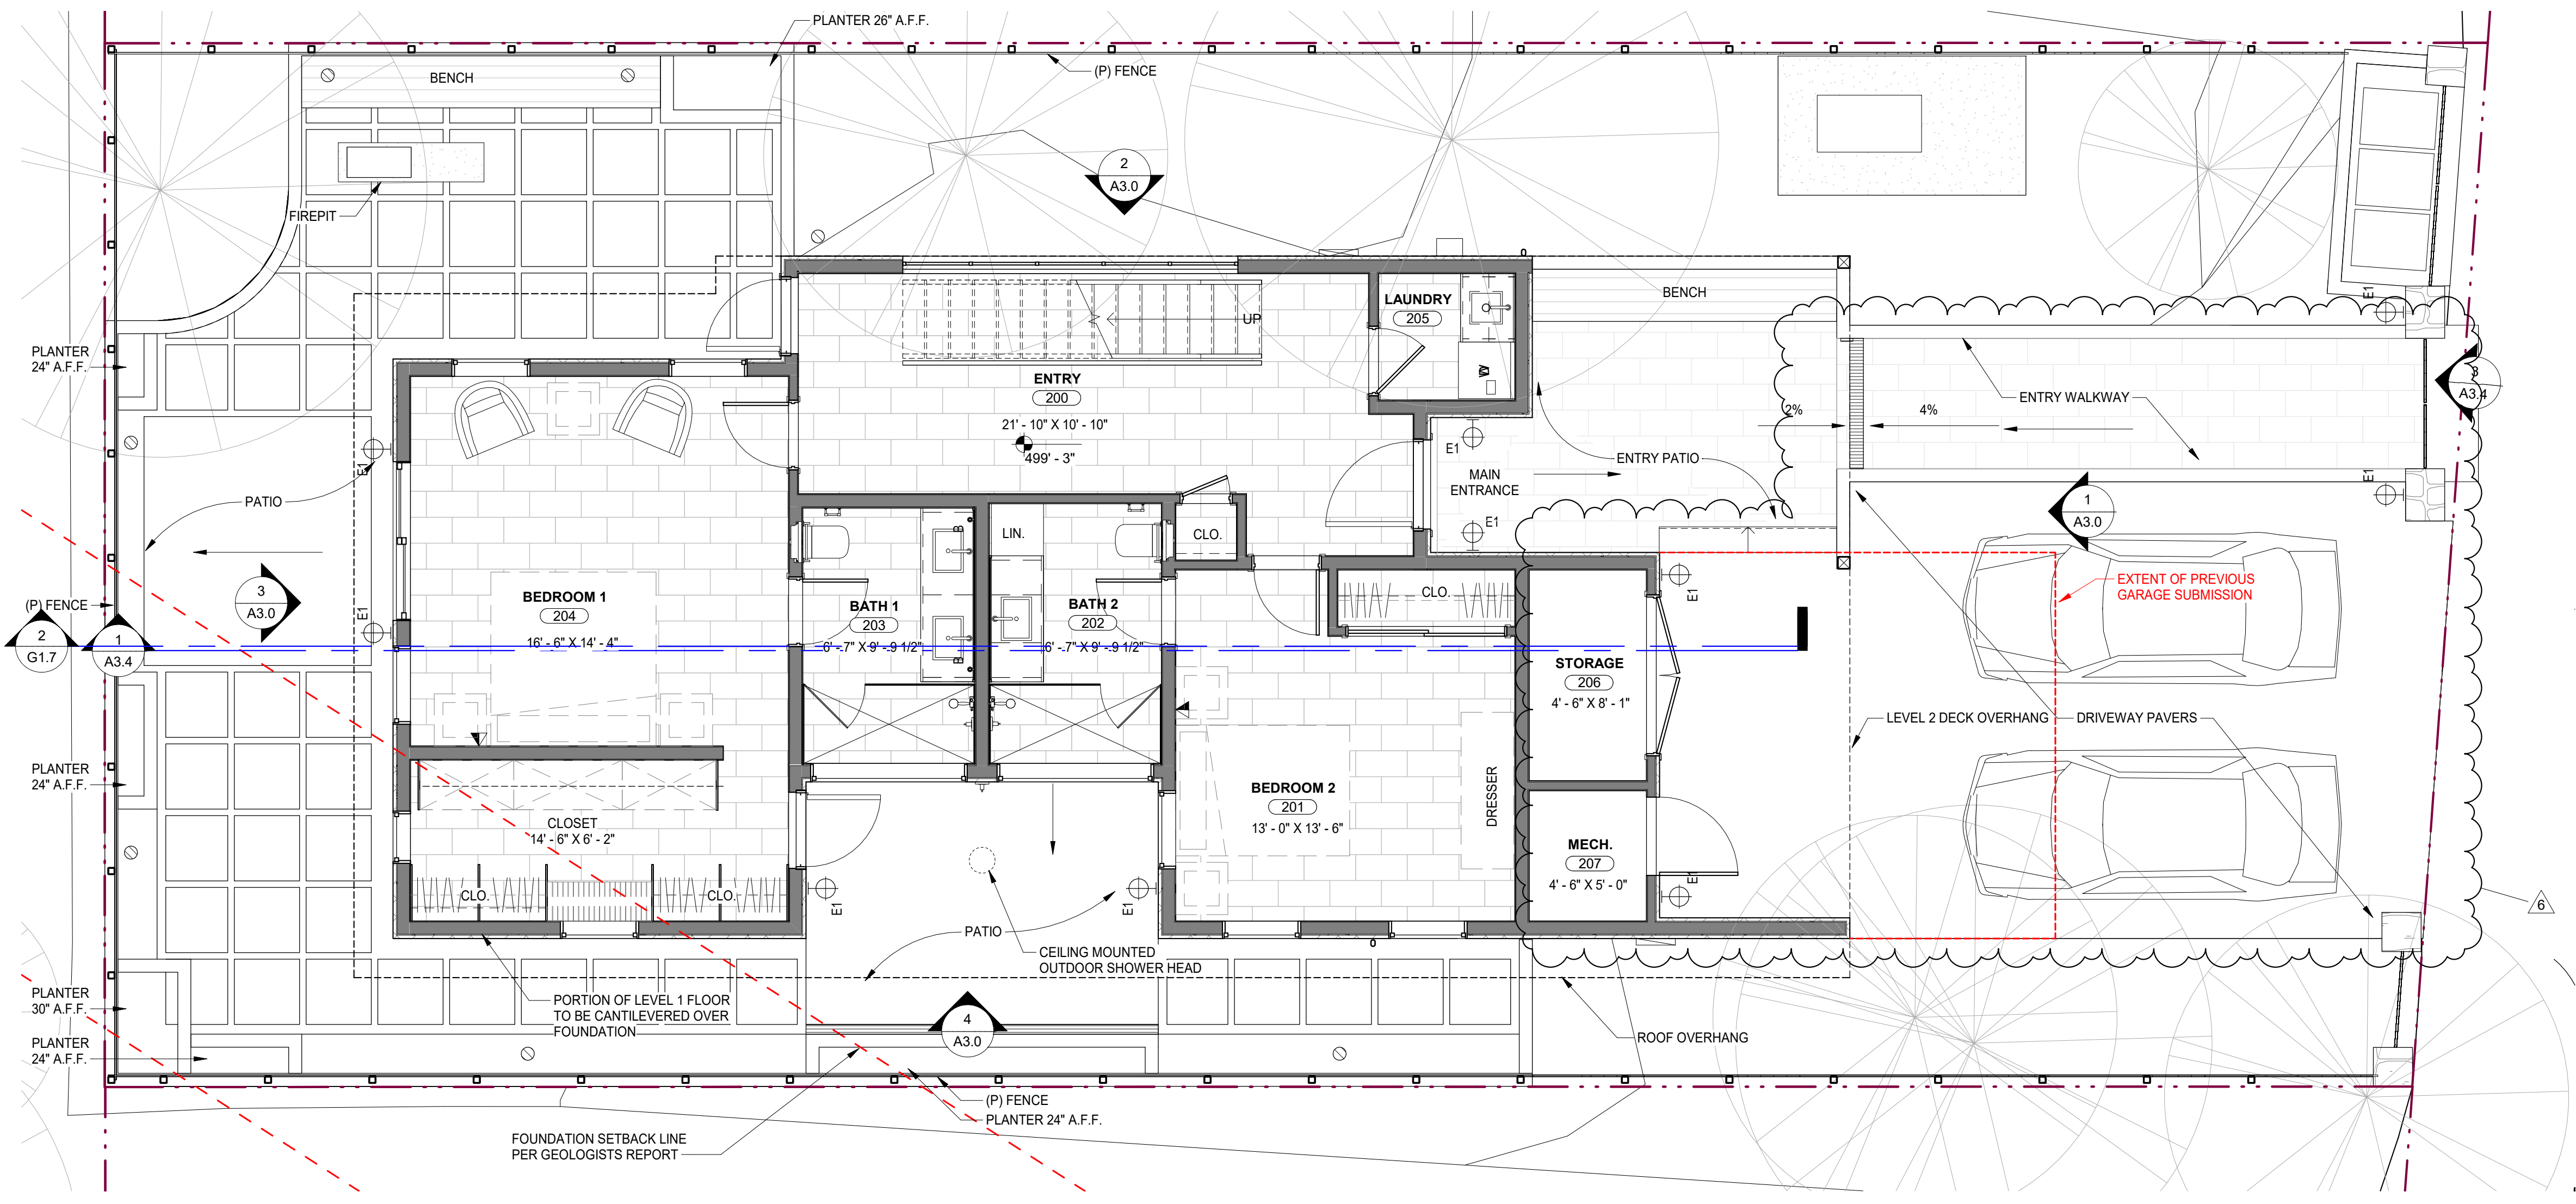 PLANTER 26" A.F.F.
BENCH
(P) FENCE
2
A3.0
FIREPIT
LAUNDRY
205
BENCH
E1
UP
PLANTER
24" A.F.F.
ENTRY
200
21' - 10" X 10' - 10"
499' - 3"
W
3
A3.4
ENTRY WALKWAY
2%
4%
E1
E1
MAIN
ENTRANCE
ENTRY PATIO
E1
E1
PATIO
1
A3.0
LIN.
CLO.
(P) FENCE
3
A3.0
E1
BEDROOM 1
204
16' - 6" X 14' - 4"
BATH 1
203
6' - 7" X 9' - 9 1/2"
BATH 2
202
6' - 7" X 9' - 9 1/2"
CLO.
E1
EXTENT OF PREVIOUS
GARAGE SUBMISSION
2
G1.7
1
A3.4
STORAGE
206
4' - 6" X 8' - 1"
LEVEL 2 DECK OVERHANG
DRIVEWAY PAVERS
PLANTER
24" A.F.F.
BEDROOM 2
201
13' - 0" X 13' - 6"
DRESSER
CLOSET
14' - 6" X 6' - 2"
MECH.
207
4' - 6" X 5' - 0"
CLO.
CLO.
E1
E1
E1
6
PATIO
CEILING MOUNTED
OUTDOOR SHOWER HEAD
PLANTER
30" A.F.F.
PORTION OF LEVEL 1 FLOOR
TO BE CANTILEVERED OVER
FOUNDATION
4
A3.0
ROOF OVERHANG
PLANTER
24" A.F.F.
(P) FENCE
PLANTER 24" A.F.F.
FOUNDATION SETBACK LINE
PER GEOLOGISTS REPORT